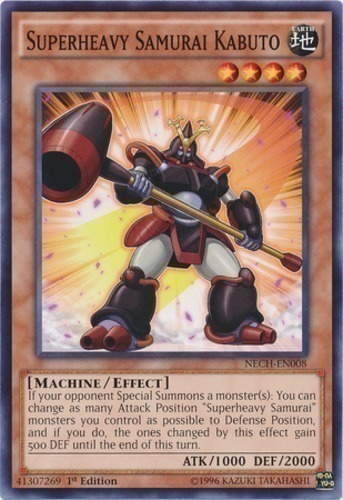 SUPERHEAVY SAMURAI KABUTO
EARTH
地
NECH-EN008
[MACHINE / EFFECT]
If your opponent Special Summons a monster(s): You can
change as many Attack Position "Superheavy Samurai"
monsters you control as possible to Defense Position,
and if you do, the ones changed by this effect gain
500 DEF until the end of this turn.
ATK/1000 DEF/2000
41307269 1st Edition ©1996 KAZUKI TAKAHASHI